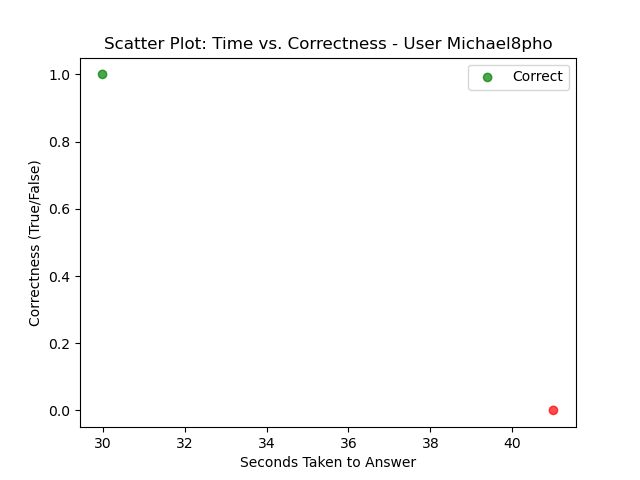 Scatter Plot: Time vs. Correctness - User Michael8pho
Correct
1.0
0.8
0.6
0.4
0.2
0.0
Correctness (True/False)
30 32 34 36 38 40
Seconds Taken to Answer